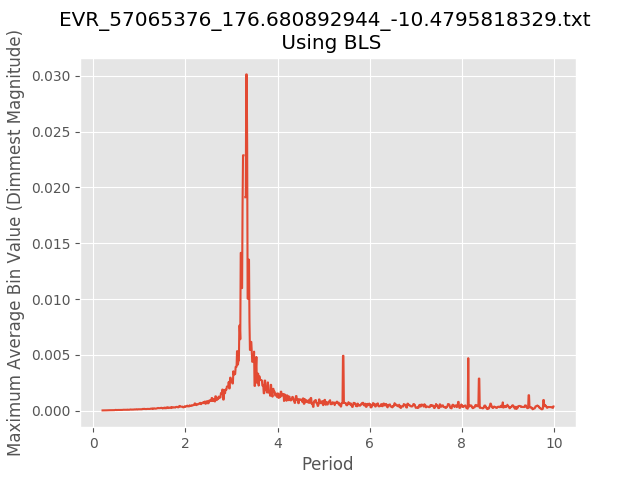 EVR_57065376_176.680892944_-10.4795818329.txt
Using BLS
Maximum Average Bin Value (Dimmest Magnitude)
0.030
0.025
0.020
0.015
0.010
0.005
0.000
0 2 4 6 8 10
Period